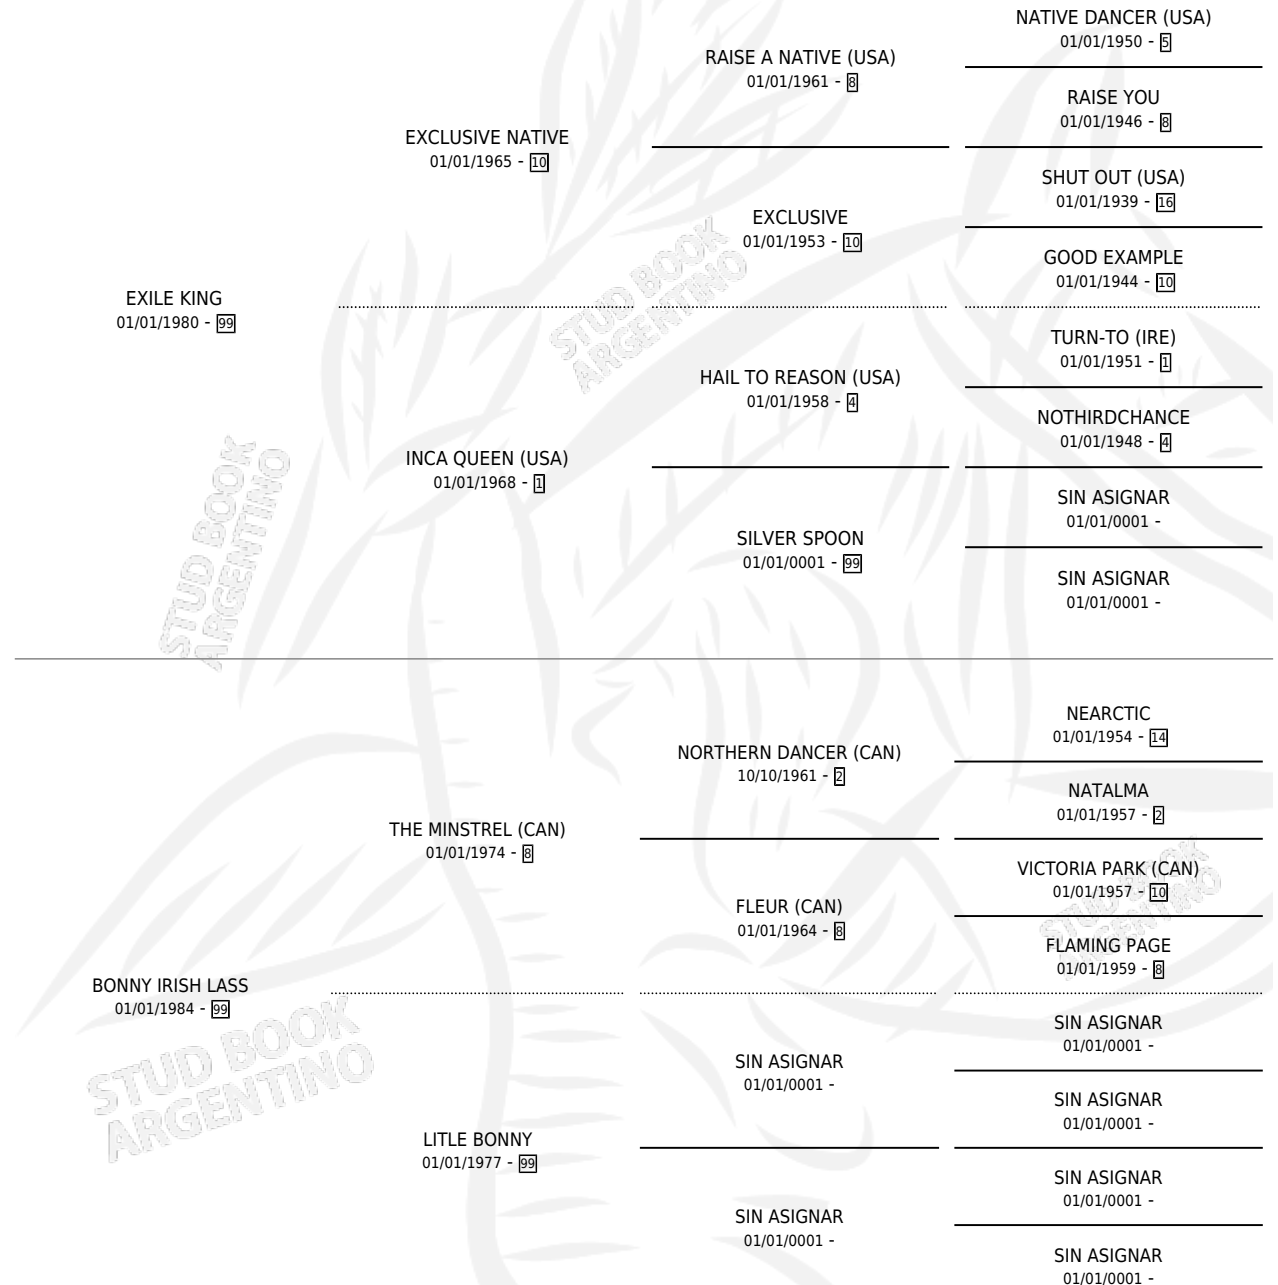 NATIVE DANCER (USA)
01/01/1950 - 5
RAISE A NATIVE (USA)
01/01/1961 - 8
RAISE YOU
01/01/1946 - 8
EXCLUSIVE NATIVE
01/01/1965 - 10
SHUT OUT (USA)
01/01/1939 - 16
EXCLUSIVE
01/01/1953 - 10
GOOD EXAMPLE
01/01/1944 - 10
EXILE KING
01/01/1980 - 99
TURN-TO (IRE)
01/01/1951 - 1
HAIL TO REASON (USA)
01/01/1958 - 4
NOTHIRDCHANCE
01/01/1948 - 4
INCA QUEEN (USA)
01/01/1968 - 1
SIN ASIGNAR
01/01/0001 -
SILVER SPOON
01/01/0001 - 99
SIN ASIGNAR
01/01/0001 -
NEARCTIC
01/01/1954 - 14
NORTHERN DANCER (CAN)
10/10/1961 - 2
NATALMA
01/01/1957 - 2
THE MINSTREL (CAN)
01/01/1974 - 8
VICTORIA PARK (CAN)
01/01/1957 - 10
FLEUR (CAN)
01/01/1964 - 8
FLAMING PAGE
01/01/1959 - 8
BONNY IRISH LASS
01/01/1984 - 99
SIN ASIGNAR
01/01/0001 -
SIN ASIGNAR
01/01/0001 -
SIN ASIGNAR
01/01/0001 -
LITLE BONNY
01/01/1977 - 99
SIN ASIGNAR
01/01/0001 -
SIN ASIGNAR
01/01/0001 -
SIN ASIGNAR
01/01/0001 -
STUD BOOK
ARGENTINO
STUD BOOK
ARGENTINO
STUD BOOK
ARGENTINO
STUD BOOK
ARGENTINO